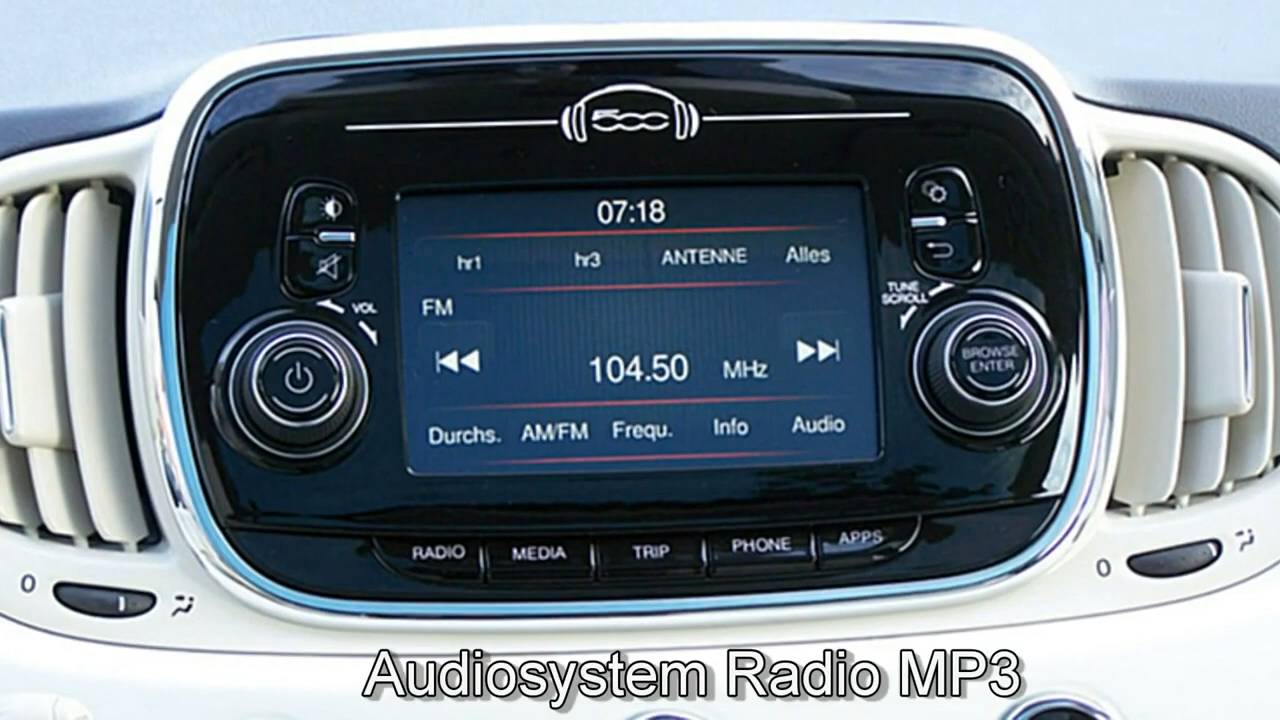 500
07:18
hr1 hr3 ANTENNE Alles
VOL
TUNE
SCROLL
FM
104.50 MHz
BROWSE
ENTER
Durchs. AM/FM Frequ. Info Audio
RADIO MEDIA TRIP PHONE APPS
0
0
Audiosystem Radio MP3